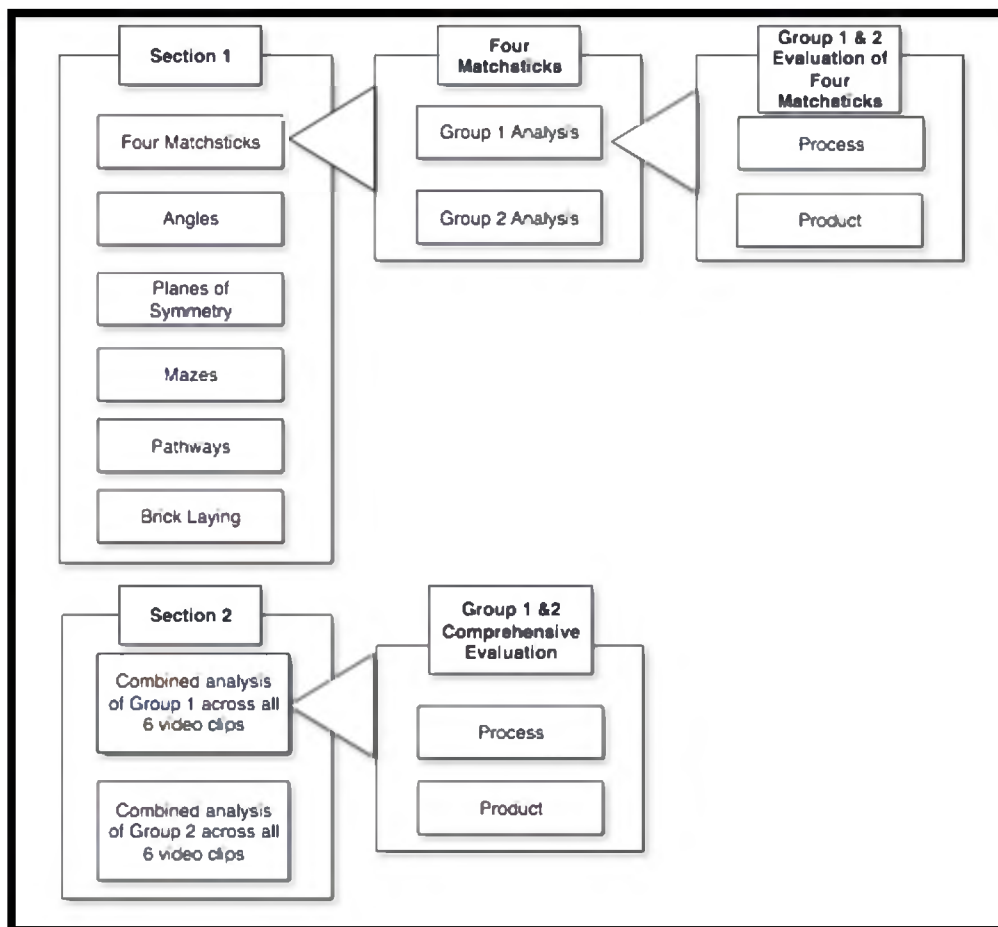 Section 1
Four Matchsticks
Angles
Planes of
Symmetry
Mazes
Pathways
Brick Laying
Four
Matchsticks
Group 1 Analysis
Group 2 Analysis
Group 1 & 2
Evaluation of
Four
Matchsticks
Process
Product
Section 2
Combined analysis
of Group 1 across all
6 video clips
Combined analysis
of Group 2 across all
6 video clips
Group 1 &2
Comprehensive
Evaluation
Process
Product